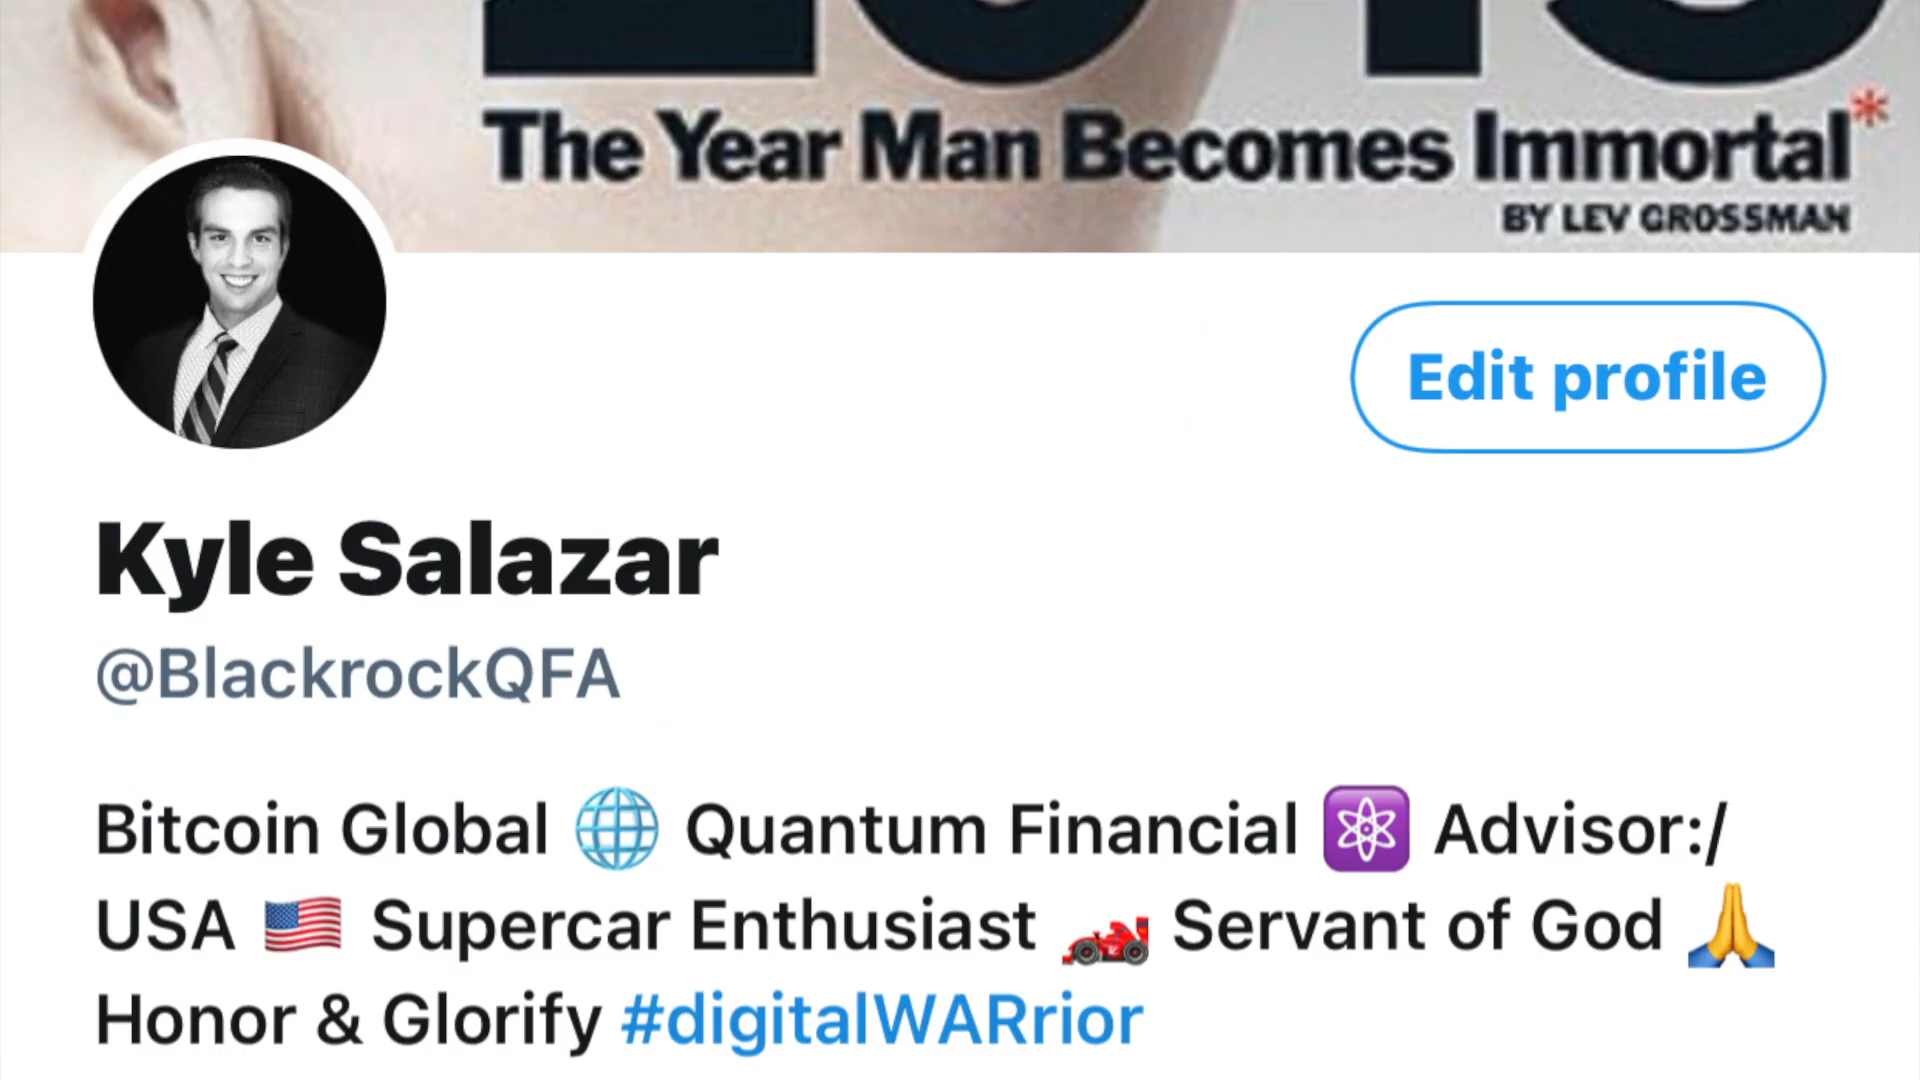 The Year Man Becomes Immortal*
BY LEV GROSSMAN
Edit profile
Kyle Salazar
@BlackrockQFA
Bitcoin Global 🌐 Quantum Financial ⚛️ Advisor:/
USA 🇺🇸 Supercar Enthusiast 🏎️ Servant of God 🙏
Honor & Glorify #digitalWARrior